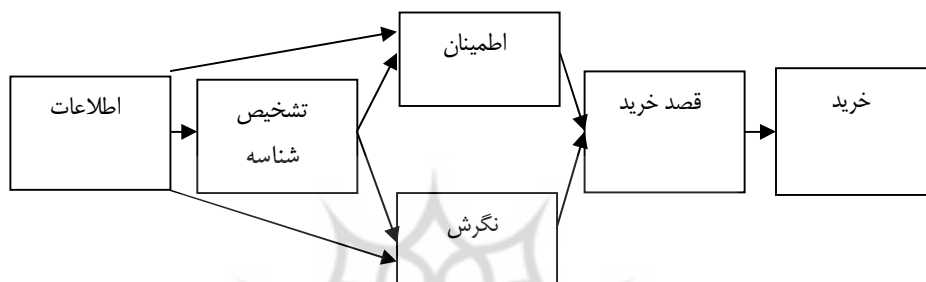 اطلاعات
تشخیص
شناسه
اطمینان
نگرش
قصد خرید
خرید